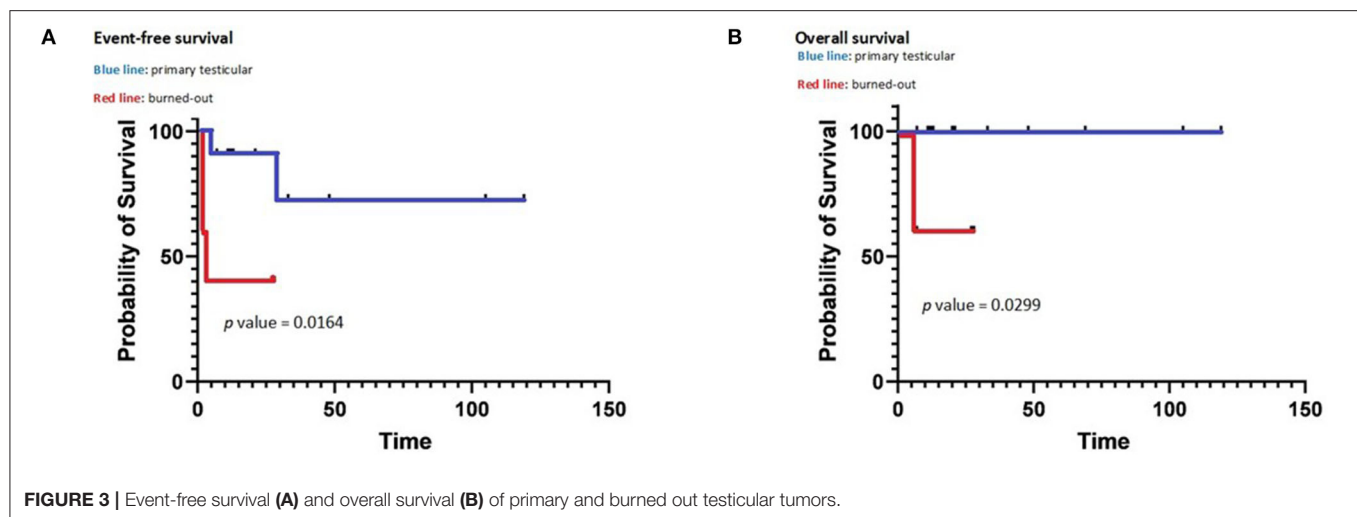 A Event-free survival
Blue line: primary testicular
Red line: burned-out
Probability of Survival
100
50
0
p value = 0.0164
0 50 100 150
Time
B Overall survival
Blue line: primary testicular
Red line: burned-out
Probability of Survival
100
50
0
p value = 0.0299
0 50 100 150
Time
FIGURE 3 | Event-free survival (A) and overall survival (B) of primary and burned out testicular tumors.